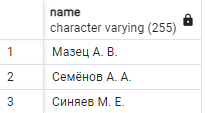 name
character varying (255)
1 Мазец А. В.
2 Семёнов А. А.
3 Синяев М. Е.